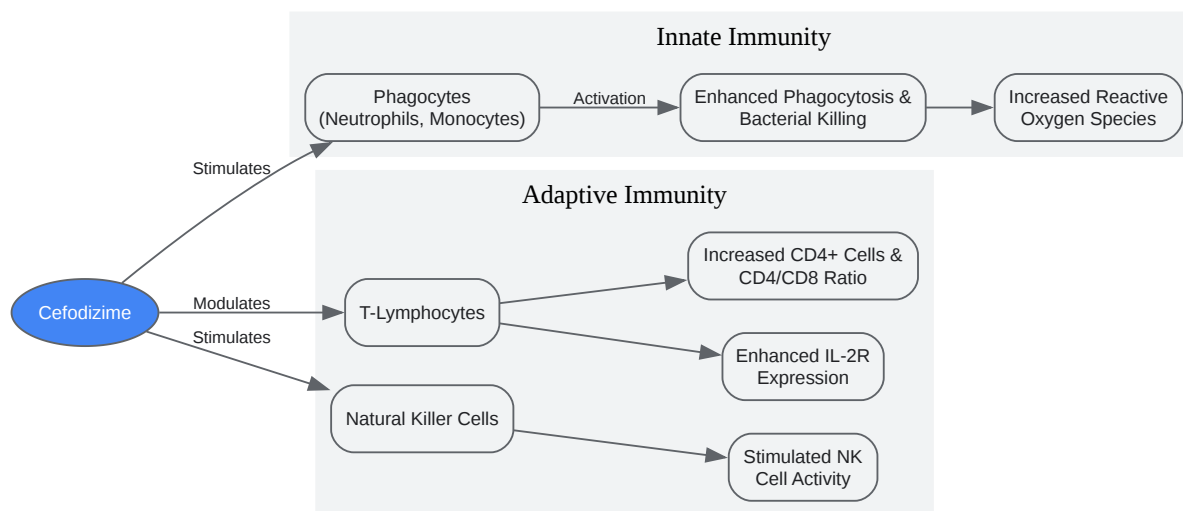 Innate Immunity
Phagocytes
(Neutrophils, Monocytes)
Activation
Enhanced Phagocytosis &
Bacterial Killing
Increased Reactive
Oxygen Species
Stimulates
Adaptive Immunity
Cefodizime
Modulates
T-Lymphocytes
Increased CD4+ Cells &
CD4/CD8 Ratio
Enhanced IL-2R
Expression
Stimulates
Natural Killer Cells
Stimulated NK
Cell Activity